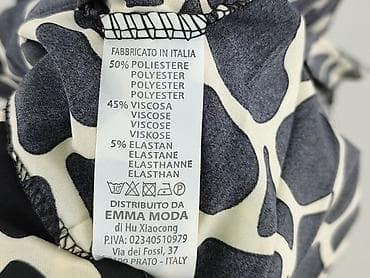 FABBRICATO IN ITALIA
50% POLIESTERE
POLYESTER
POLYESTER
POLYESTER
45% VISCOSA
VISCOSE
VISCOSE
VISKOSE
5% ELASTAN
ELASTANE
ELASTHANNE
ELASTHAN
DISTRIBUITO DA
EMMA MODA
di Hu Xiaocong
P.IVA: 02340510979
Via dei Fossi, 37
PRATO - ITALY